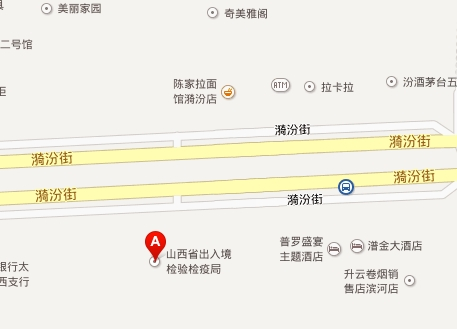 美丽家园
奇美雅阁
二号馆
陈家拉面
馆漪汾店
ATM
拉卡拉
汾酒茅台五
柜
漪汾街
漪汾街
漪汾街
漪汾街
漪汾街
漪汾街
A
山西省出入境
检验检疫局
普罗盛宴
主题酒店
潽金大酒店
银行太
西支行
升云卷烟销
售店滨河店